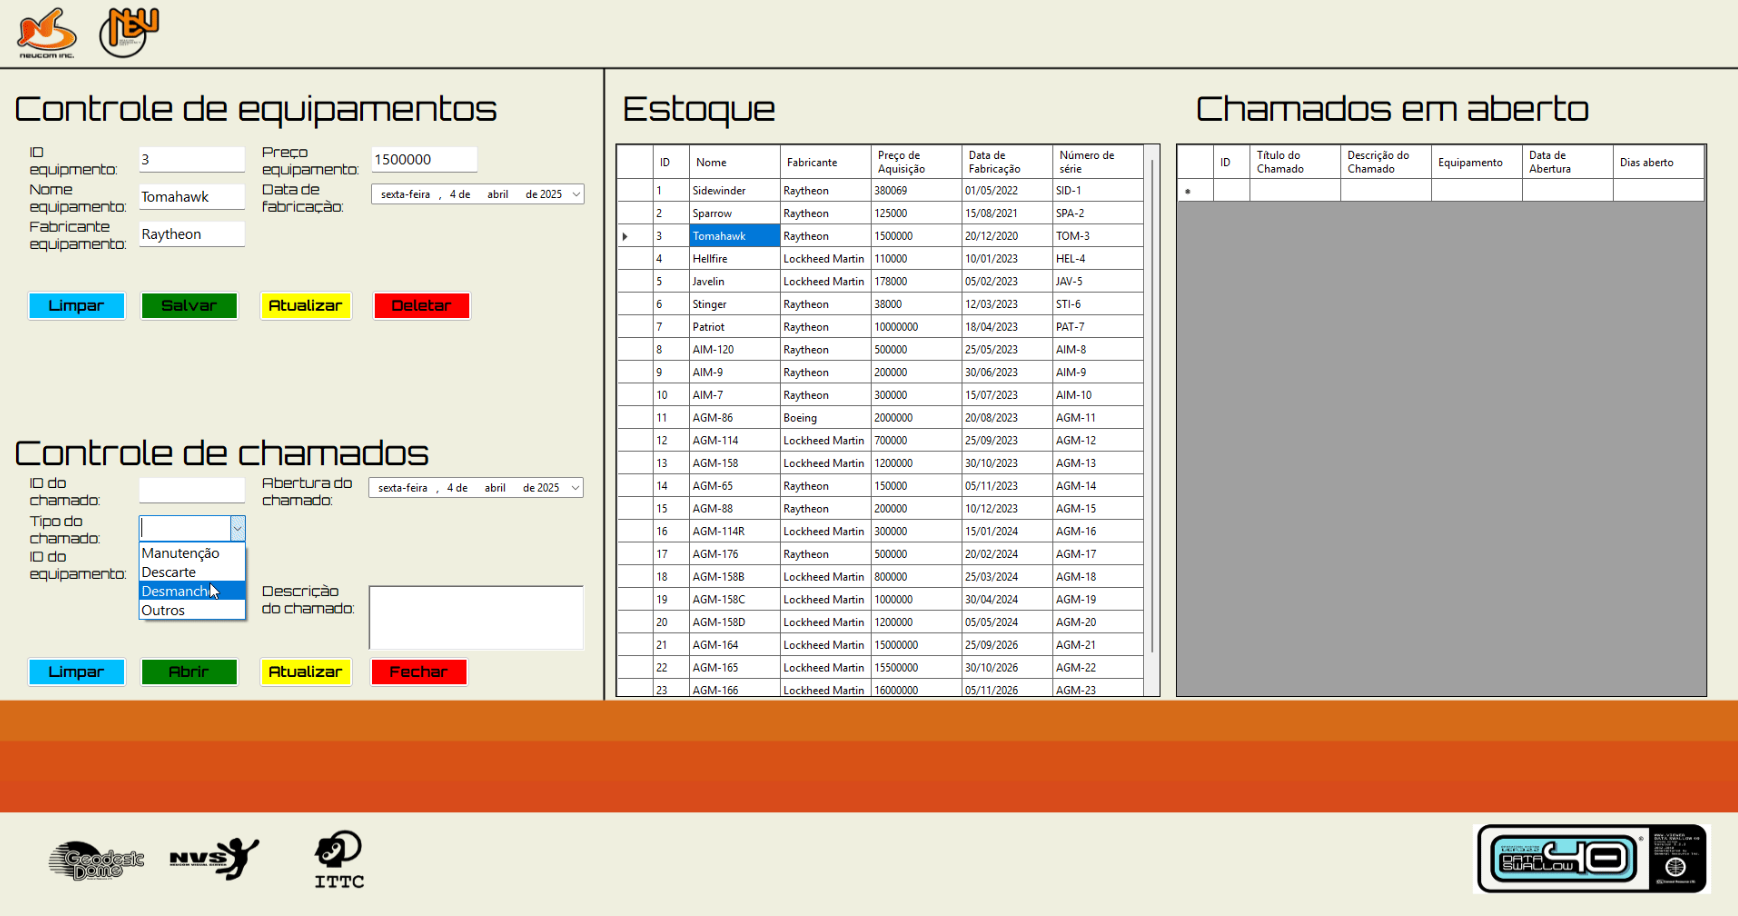 NEUCOM INC.
NEU
Controle de equipamentos
ID equipmento:
3
Preço equipamento:
1500000
Nome equipamento:
Tomahawk
Data de fabricação:
sexta-feira , 4 de abril de 2025
Fabricante equipamento:
Raytheon
Limpar Salvar Atualizar Deletar
Controle de chamados
ID do chamado:
Abertura do chamado:
sexta-feira , 4 de abril de 2025
Tipo do chamado:
Manutenção
Descarte
Desmanche
Outros
ID do equipamento:
Descrição do chamado:
Limpar Abrir Atualizar Fechar
Estoque
ID Nome Fabricante Preço de Aquisição Data de Fabricação Número de série
1 Sidewinder Raytheon 380069 01/05/2022 SID-1
2 Sparrow Raytheon 125000 15/08/2021 SPA-2
3 Tomahawk Raytheon 1500000 20/12/2020 TOM-3
4 Hellfire Lockheed Martin 110000 10/01/2023 HEL-4
5 Javelin Lockheed Martin 178000 05/02/2023 JAV-5
6 Stinger Raytheon 38000 12/03/2023 STI-6
7 Patriot Raytheon 10000000 18/04/2023 PAT-7
8 AIM-120 Raytheon 500000 25/05/2023 AIM-8
9 AIM-9 Raytheon 200000 30/06/2023 AIM-9
10 AIM-7 Raytheon 300000 15/07/2023 AIM-10
11 AGM-86 Boeing 2000000 20/08/2023 AGM-11
12 AGM-114 Lockheed Martin 700000 25/09/2023 AGM-12
13 AGM-158 Lockheed Martin 1200000 30/10/2023 AGM-13
14 AGM-65 Raytheon 150000 05/11/2023 AGM-14
15 AGM-88 Raytheon 200000 10/12/2023 AGM-15
16 AGM-114R Lockheed Martin 300000 15/01/2024 AGM-16
17 AGM-176 Raytheon 500000 20/02/2024 AGM-17
18 AGM-158B Lockheed Martin 800000 25/03/2024 AGM-18
19 AGM-158C Lockheed Martin 1000000 30/04/2024 AGM-19
20 AGM-158D Lockheed Martin 1200000 05/05/2024 AGM-20
21 AGM-164 Lockheed Martin 15000000 25/09/2026 AGM-21
22 AGM-165 Lockheed Martin 15500000 30/10/2026 AGM-22
23 AGM-166 Lockheed Martin 16000000 05/11/2026 AGM-23
Chamados em aberto
ID Título do Chamado Descrição do Chamado Equipamento Data de Abertura Dias aberto
Geodesic Dome
NVS
ITTC
DATA SWALLOW 40